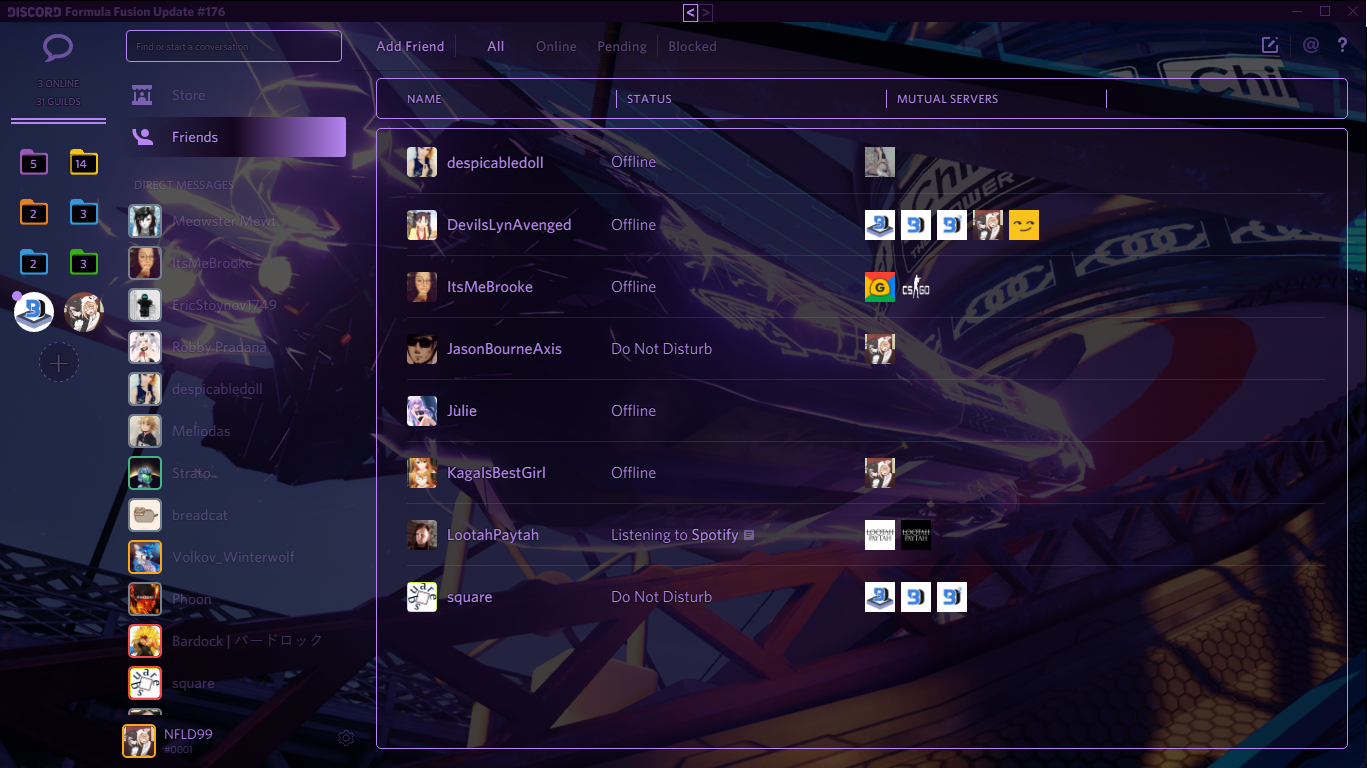 DISCORD Formula Fusion Update #176
< >
3 ONLINE
31 GUILDS
5
14
2
3
2
3
Find or start a conversation
Store
Friends
DIRECT MESSAGES
Meowster Mewt
ItsMeBrooke
EricStoynov1749
Robby Pradana
despicabledoll
Meliodas
Strato..
breadcat
Volkov_Winterwolf
Phoon
Bardock | バードロック
square
NFLD99
#0001
Add Friend All Online Pending Blocked
@ ?
NAME STATUS MUTUAL SERVERS
despicabledoll Offline
DevilsLynAvenged Offline
ItsMeBrooke Offline G CS GO
JasonBourneAxis Do Not Disturb
Jùlie Offline
KagaIsBestGirl Offline
LootahPaytah Listening to Spotify LOOTAH PAYTAH LOOTAH PAYTAH
square Do Not Disturb
Chi
Chi
POWER